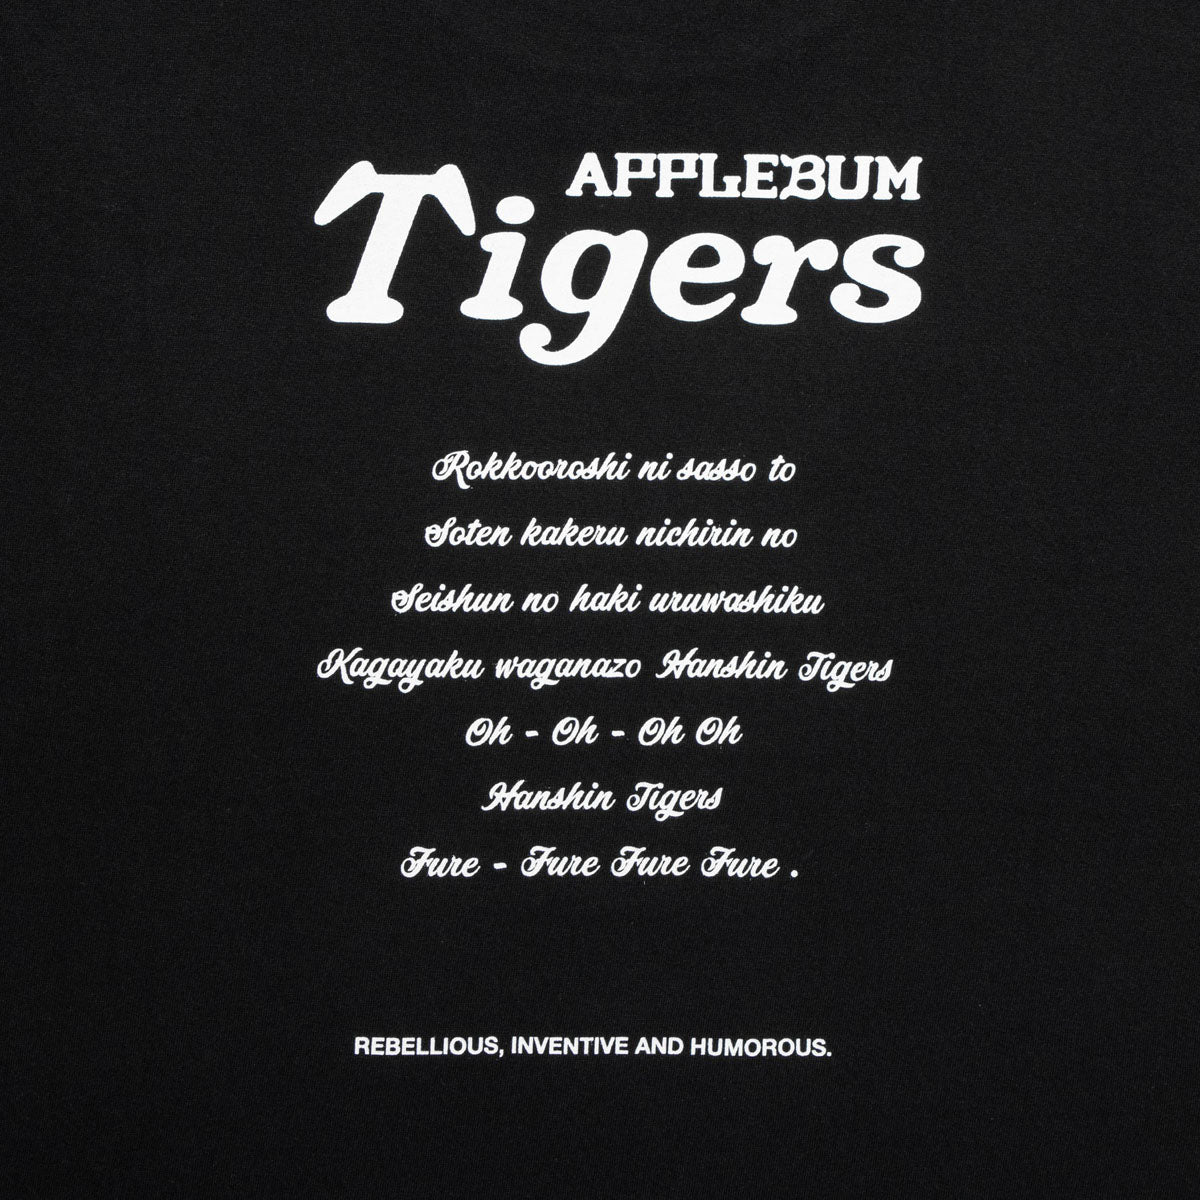 APPLEBUM
Tigers
Rokkooroshi ni sasso to
Soten kakeru nichirin no
Seishun no haki uruwashiku
Kagayaku waganazo Hanshin Tigers
Oh - Oh - Oh Oh
Hanshin Tigers
Fure - Fure Fure Fure .
REBELLIOUS, INVENTIVE AND HUMOROUS.